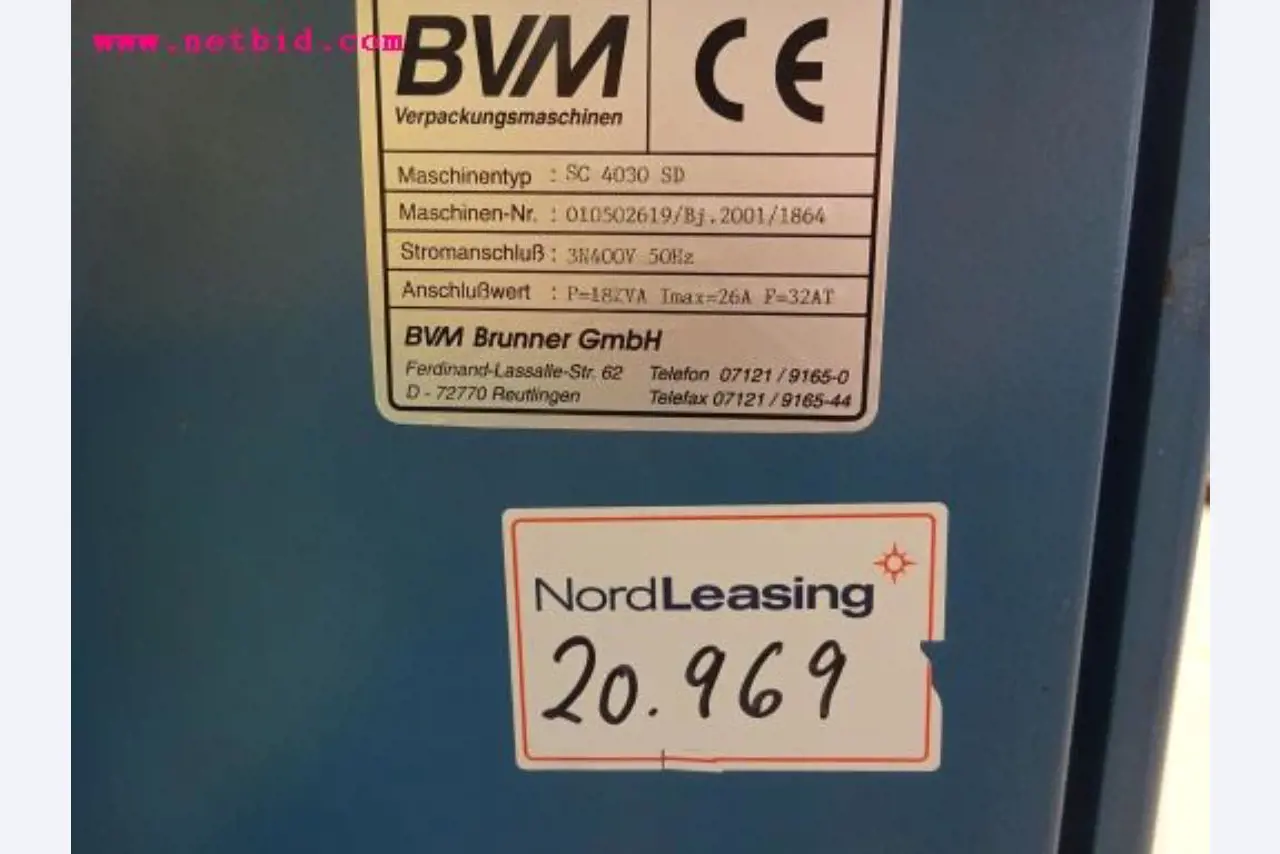 www.netbid.com
BVM
Verpackungsmaschinen
CE
Maschinentyp : SC 4030 SD
Maschinen-Nr. : 010502619/Bj.2001/1864
Stromanschluß : 3N400V 50Hz
Anschlußwert : P=18KVA Imax=26A F=32AT
BVM Brunner GmbH
Ferdinand-Lassalle-Str. 62 Telefon 07121 / 9165-0
D - 72770 Reutlingen Telefax 07121 / 9165-44
NordLeasing
20.969